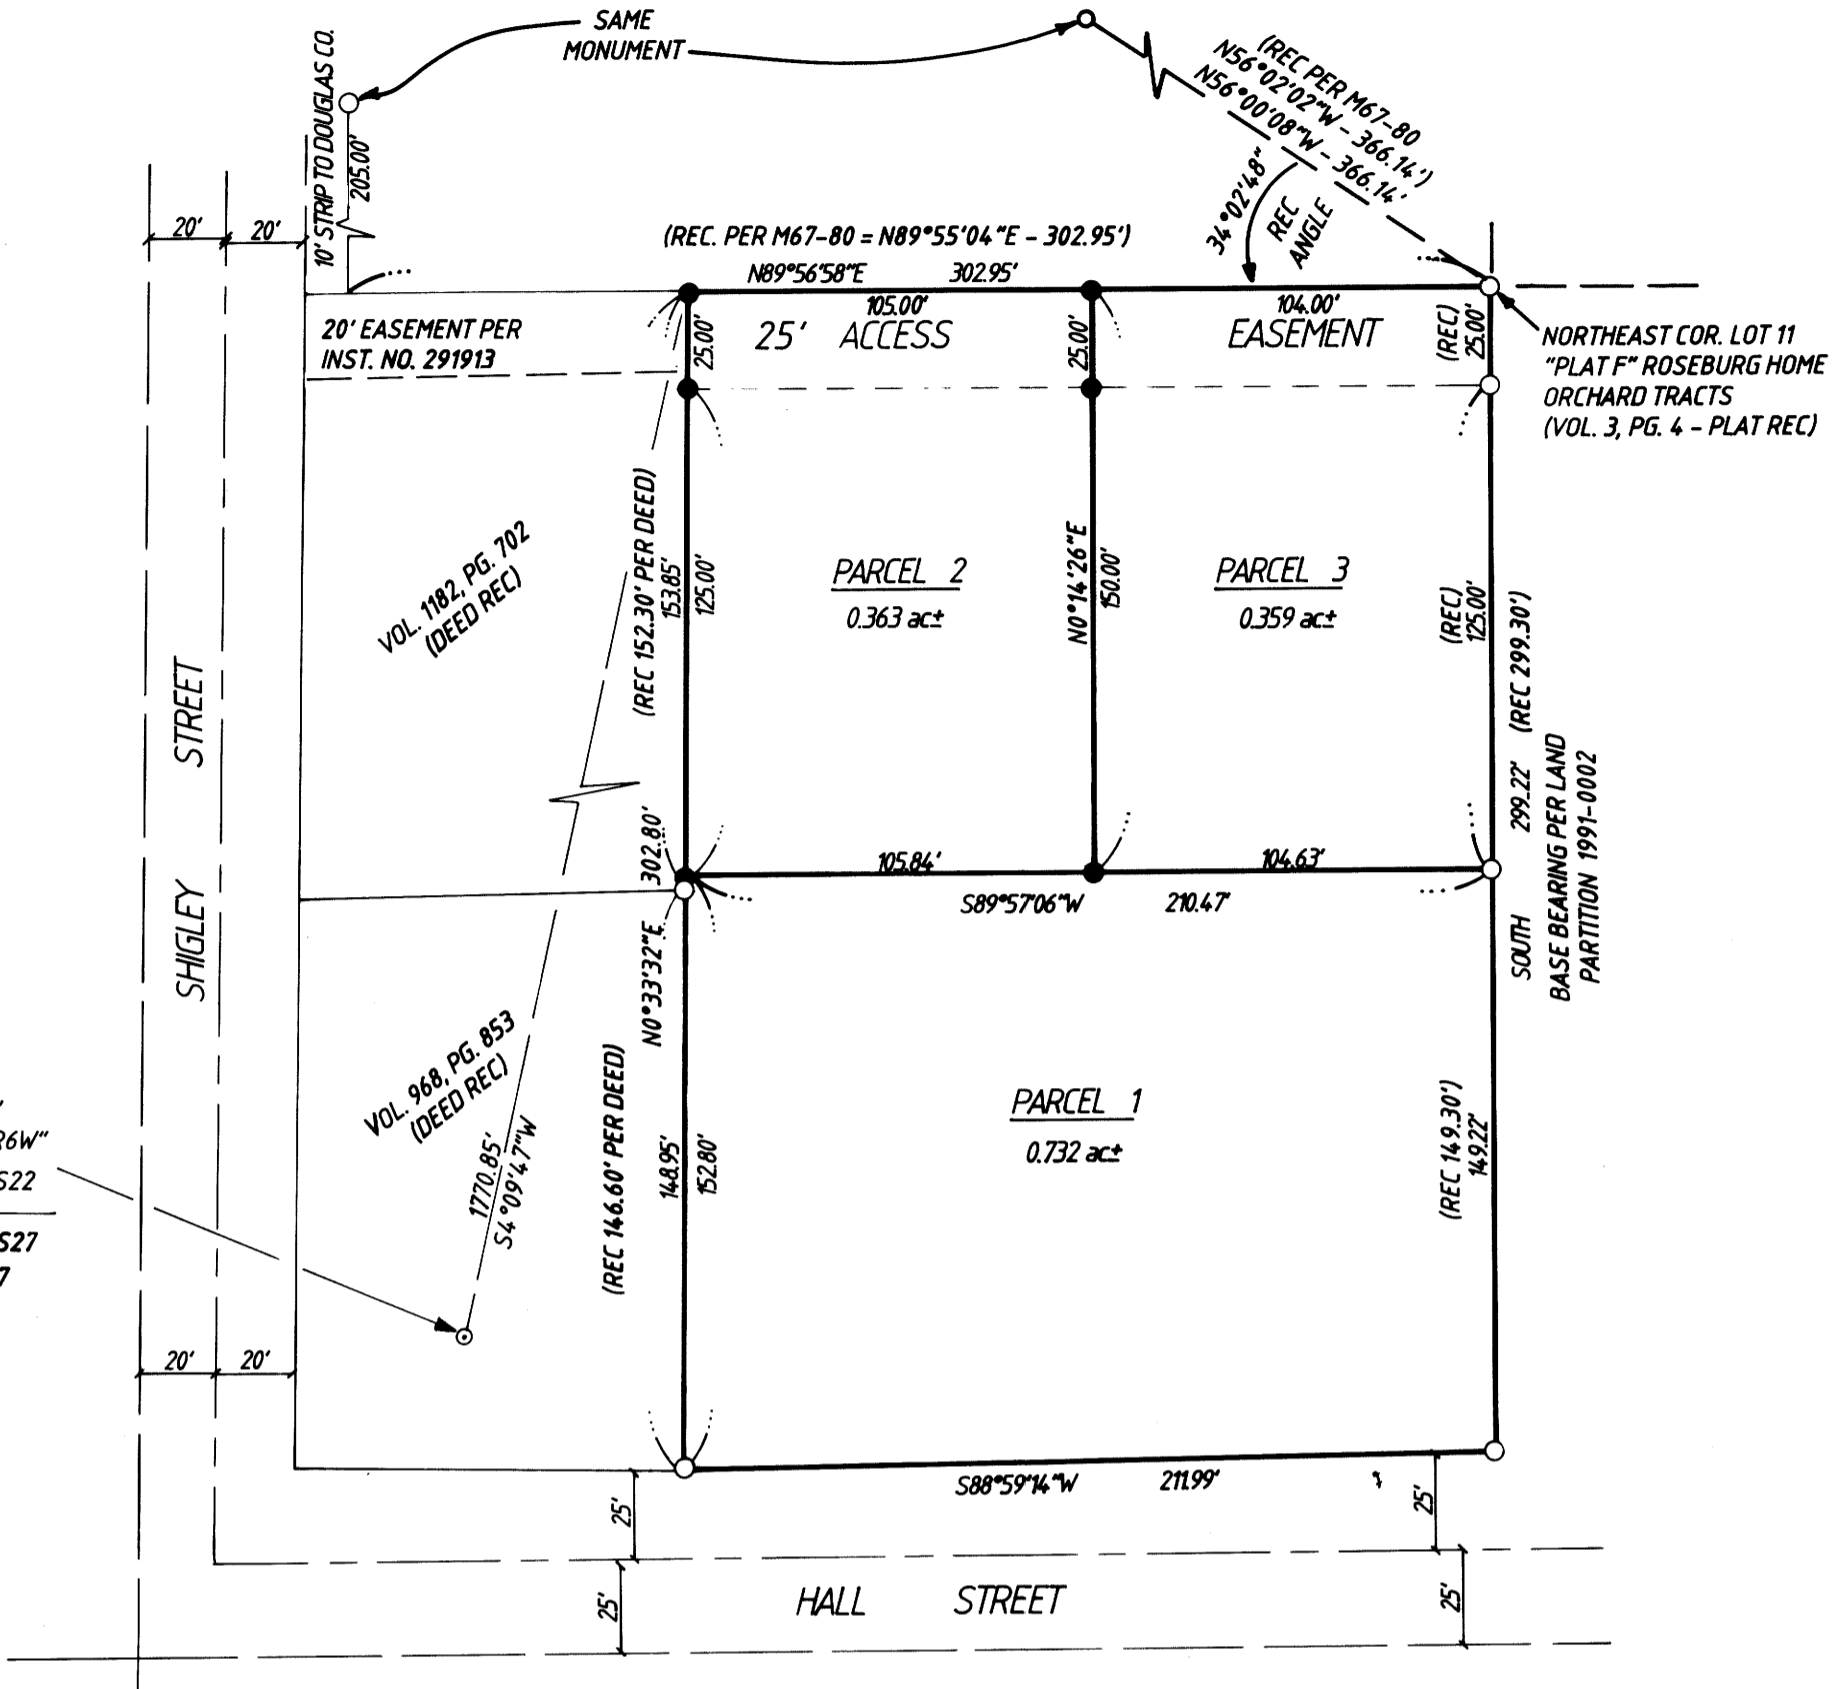 SAME
MONUMENT
10' STRIP TO DOUGLAS CO.
205.00'
(REC PER M67-80
N56°02'02"W - 366.14')
N56°00'08"W - 366.14'
34°02'48"
REC
ANGLE
20'
20'
(REC. PER M67-80 = N89°55'04"E - 302.95')
N89°56'58"E
302.95'
105.00'
104.00'
20' EASEMENT PER
INST. NO. 291913
25.00'
25' ACCESS
25.00'
EASEMENT
(REC)
25.00'
NORTHEAST COR. LOT 11
"PLAT F" ROSEBURG HOME
ORCHARD TRACTS
(VOL. 3, PG. 4 - PLAT REC)
VOL. 1182, PG. 702
(DEED REC)
(REC 152.30' PER DEED)
153.85'
125.00'
PARCEL 2
0.363 ac±
N0°14'26"E
150.00'
PARCEL 3
0.359 ac±
(REC)
125.00'
SOUTH 299.22' (REC 299.30')
BASE BEARING PER LAND
PARTITION 1991-0002
SHIGLEY STREET
302.80'
N0°33'32"E
105.84'
104.63'
S89°57'06"W
210.47'
VOL. 968, PG. 853
(DEED REC)
1770.85'
S4°09'47"W
(REC 146.60' PER DEED)
148.95'
152.80'
PARCEL 1
0.732 ac±
(REC 149.30')
149.22'
R6W"
S22
S27
7
20'
20'
S88°59'14"W
211.99'
25'
25'
25'
25'
HALL STREET